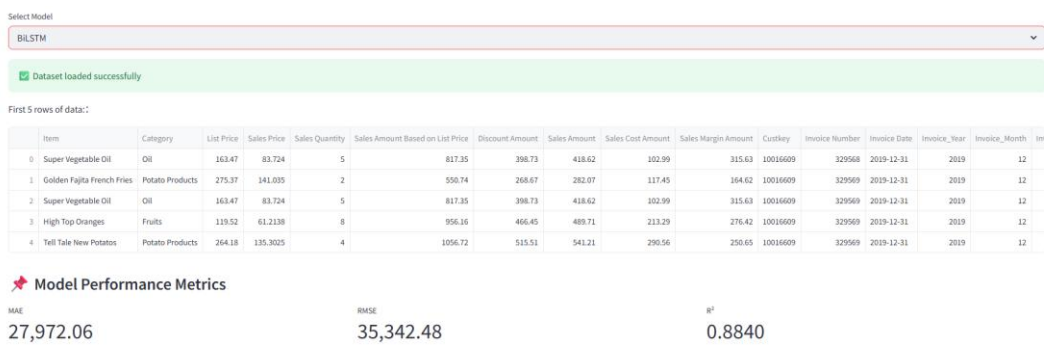 Select Model
BiLSTM
Dataset loaded successfully
First 5 rows of data::
Item Category List Price Sales Price Sales Quantity Sales Amount Based on List Price Discount Amount Sales Amount Sales Cost Amount Sales Margin Amount Custkey Invoice Number Invoice Date Invoice_Year Invoice_Month
0 Super Vegetable Oil Oil 163.47 83.724 5 817.35 398.73 418.62 102.99 315.63 10016609 329568 2019-12-31 2019 12
1 Golden Fajita French Fries Potato Products 275.37 141.035 2 550.74 268.67 282.07 117.45 164.62 10016609 329569 2019-12-31 2019 12
2 Super Vegetable Oil Oil 163.47 83.724 5 817.35 398.73 418.62 102.99 315.63 10016609 329569 2019-12-31 2019 12
3 High Top Oranges Fruits 119.52 61.2138 8 956.16 466.45 489.71 213.29 276.42 10016609 329569 2019-12-31 2019 12
4 Tell Tale New Potatos Potato Products 264.18 135.3025 4 1056.72 515.51 541.21 290.56 250.65 10016609 329569 2019-12-31 2019 12
Model Performance Metrics
MAE RMSE R²
27,972.06 35,342.48 0.8840